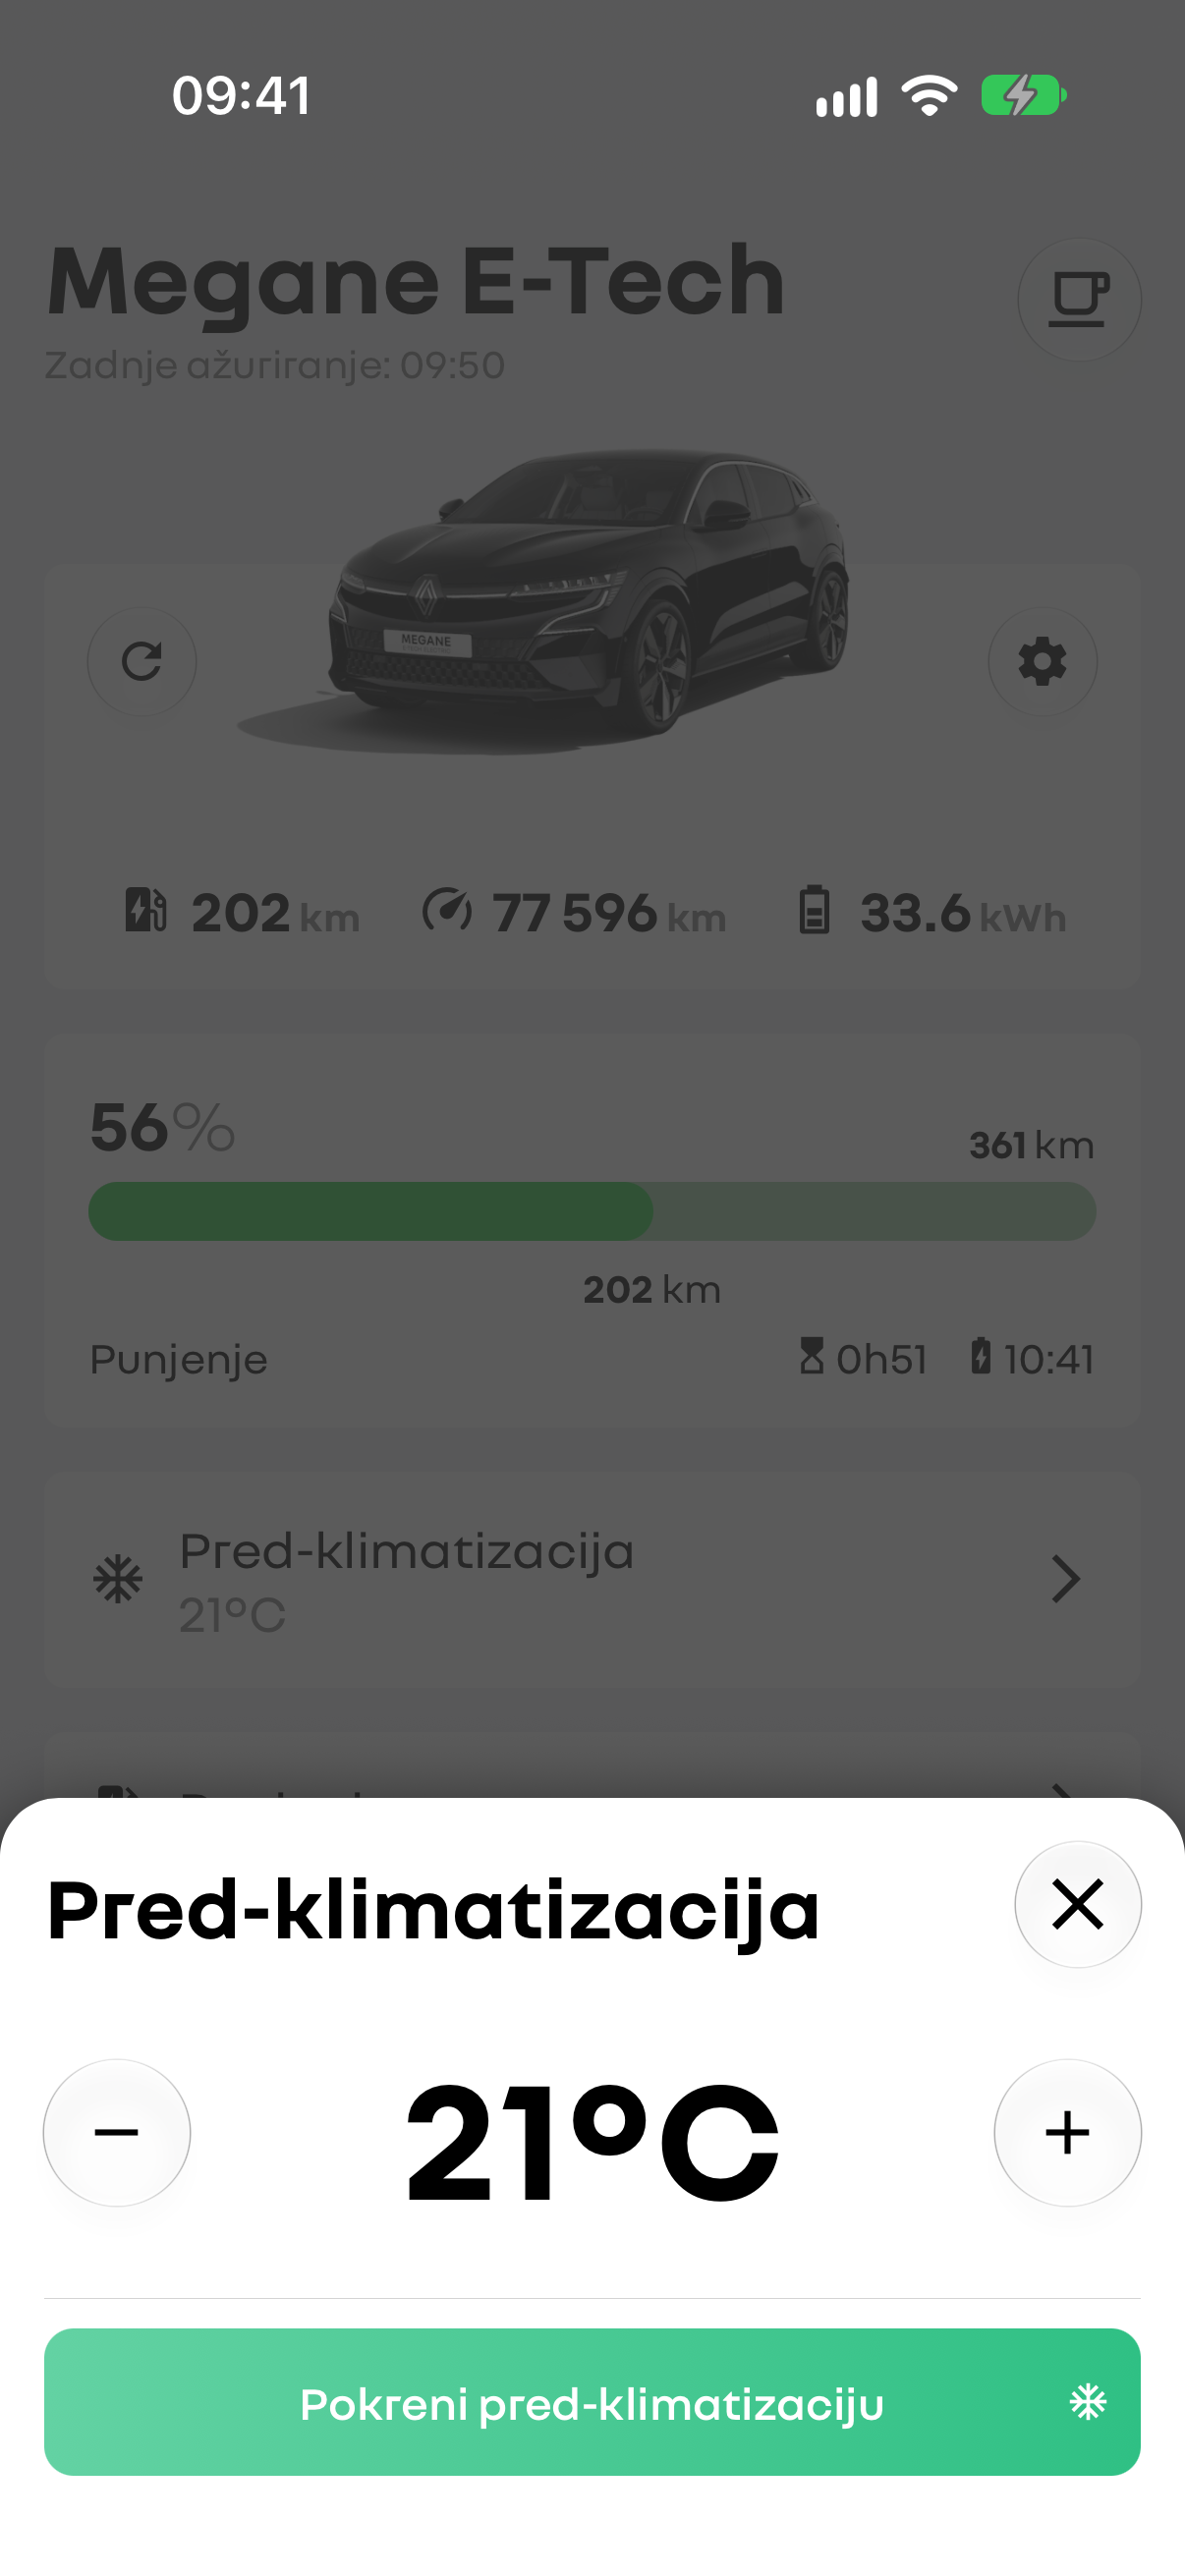 09:41
Megane E-Tech
Zadnje ažuriranje: 09:50
MEGANE
202 km 77 596 km 33.6 kWh
56%
361 km
202 km
Punjenje 0h51 10:41
Pred-klimatizacija
21°C
Pred-klimatizacija
21°C
Pokreni pred-klimatizaciju